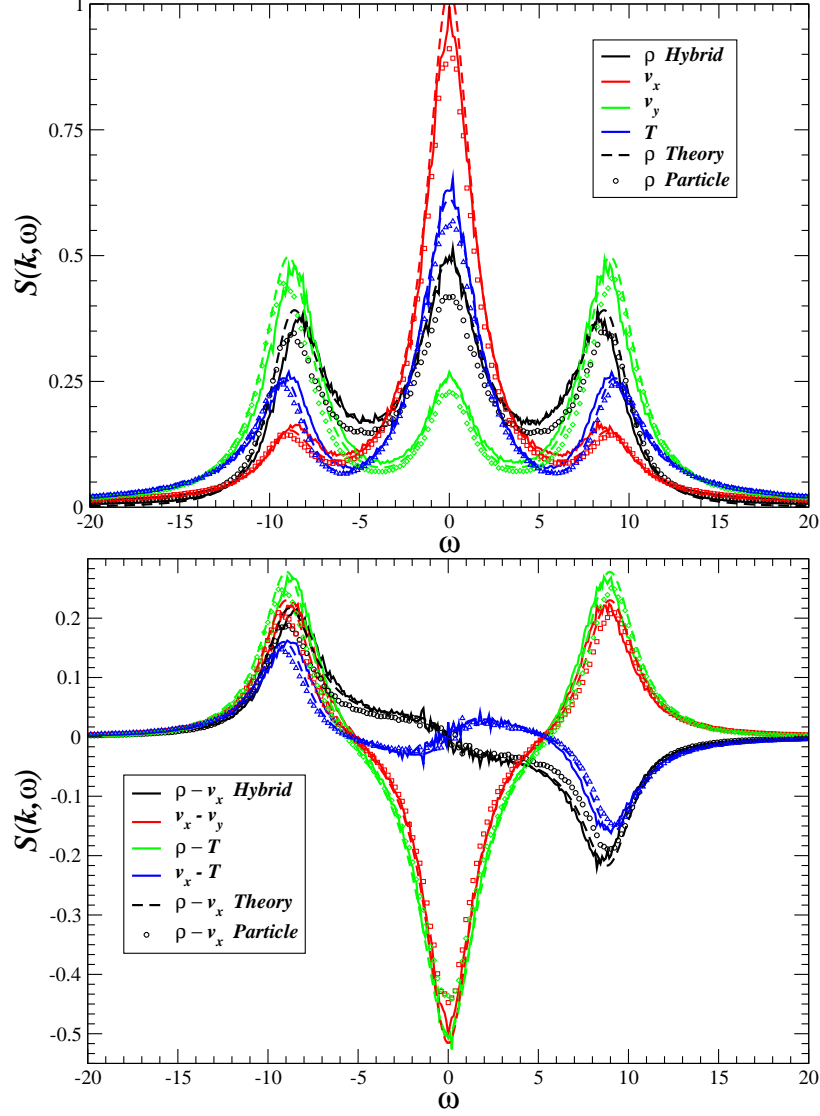 1
0.75
0.5
0.25
0
S(k,ω)
ρ Hybrid
v_x
v_y
T
ρ Theory
ρ Particle
-20 -15 -10 -5 0 5 10 15 20
ω
0.2
0.1
0
-0.1
-0.2
-0.3
-0.4
-0.5
S(k,ω)
ρ – v_x Hybrid
v_x - v_y
ρ – T
v_x - T
ρ – v_x Theory
ρ – v_x Particle
-20 -15 -10 -5 0 5 10 15 20
ω